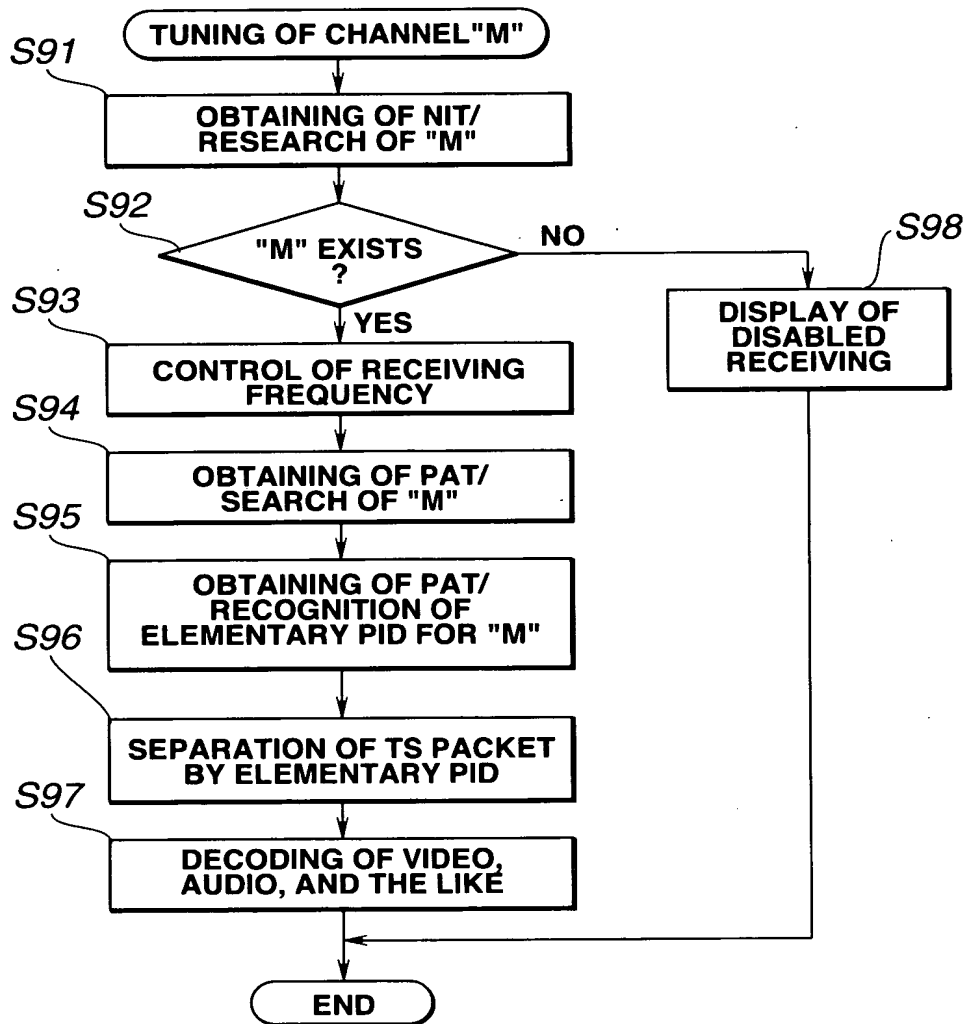 TUNING OF CHANNEL"M"
S91
OBTAINING OF NIT/
RESEARCH OF "M"
S92
"M" EXISTS
?
NO
S98
DISPLAY OF
DISABLED
RECEIVING
YES
S93
CONTROL OF RECEIVING
FREQUENCY
S94
OBTAINING OF PAT/
SEARCH OF "M"
S95
OBTAINING OF PAT/
RECOGNITION OF
ELEMENTARY PID FOR "M"
S96
SEPARATION OF TS PACKET
BY ELEMENTARY PID
S97
DECODING OF VIDEO,
AUDIO, AND THE LIKE
END